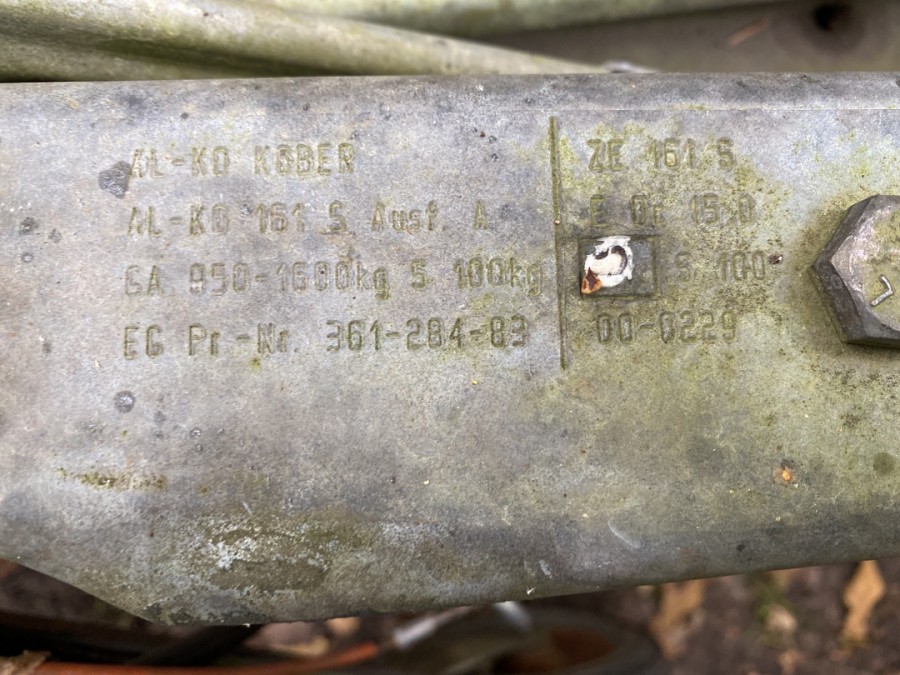 AL-KO KOBER
AL-KO 161 S Ausf. A
GA 950-1600kg S 100kg
EG Pr.-Nr. 361-284-83
ZE 161 S
15.0
S 100
00-0229